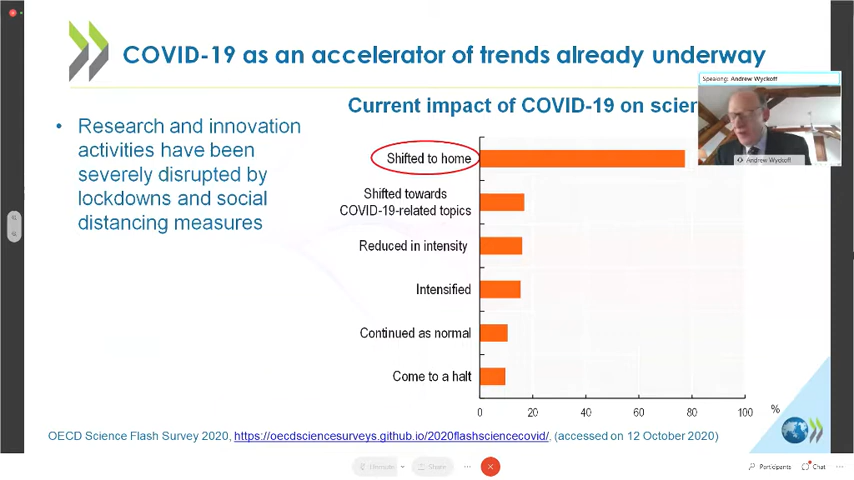 COVID-19 as an accelerator of trends already underway
Speaking: Andrew Wyckoff
Andrew Wyckoff
• Research and innovation
activities have been
severely disrupted by
lockdowns and social
distancing measures
Current impact of COVID-19 on scien
Shifted to home
Shifted towards
COVID-19-related topics
Reduced in intensity
Intensified
Continued as normal
Come to a halt
0 20 40 60 80 100 %
OECD Science Flash Survey 2020, https://oecdsciencesurveys.github.io/2020flashsciencecovid/. (accessed on 12 October 2020)
Unmute Share Participants Chat